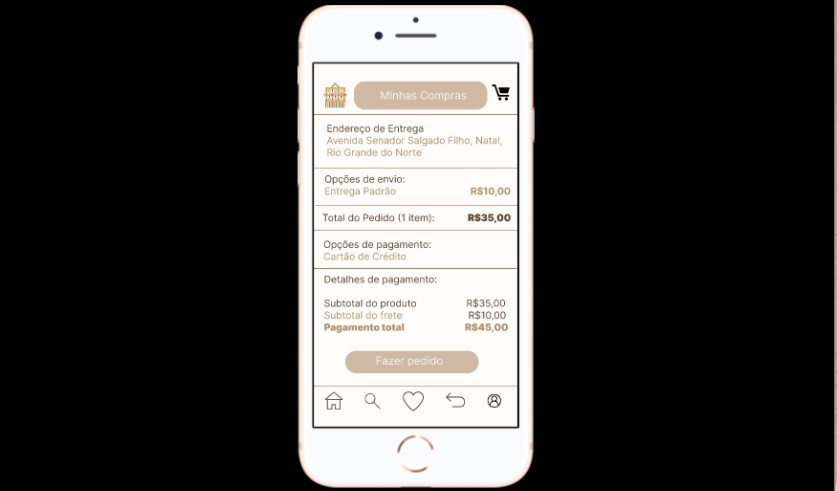 Minhas Compras
Endereço de Entrega
Avenida Senador Salgado Filho, Natal,
Rio Grande do Norte
Opções de envio:
Entrega Padrão R$10,00
Total do Pedido (1 item): R$35,00
Opções de pagamento:
Cartão de Crédito
Detalhes de pagamento:
Subtotal do produto R$35,00
Subtotal do frete R$10,00
Pagamento total R$45,00
Fazer pedido